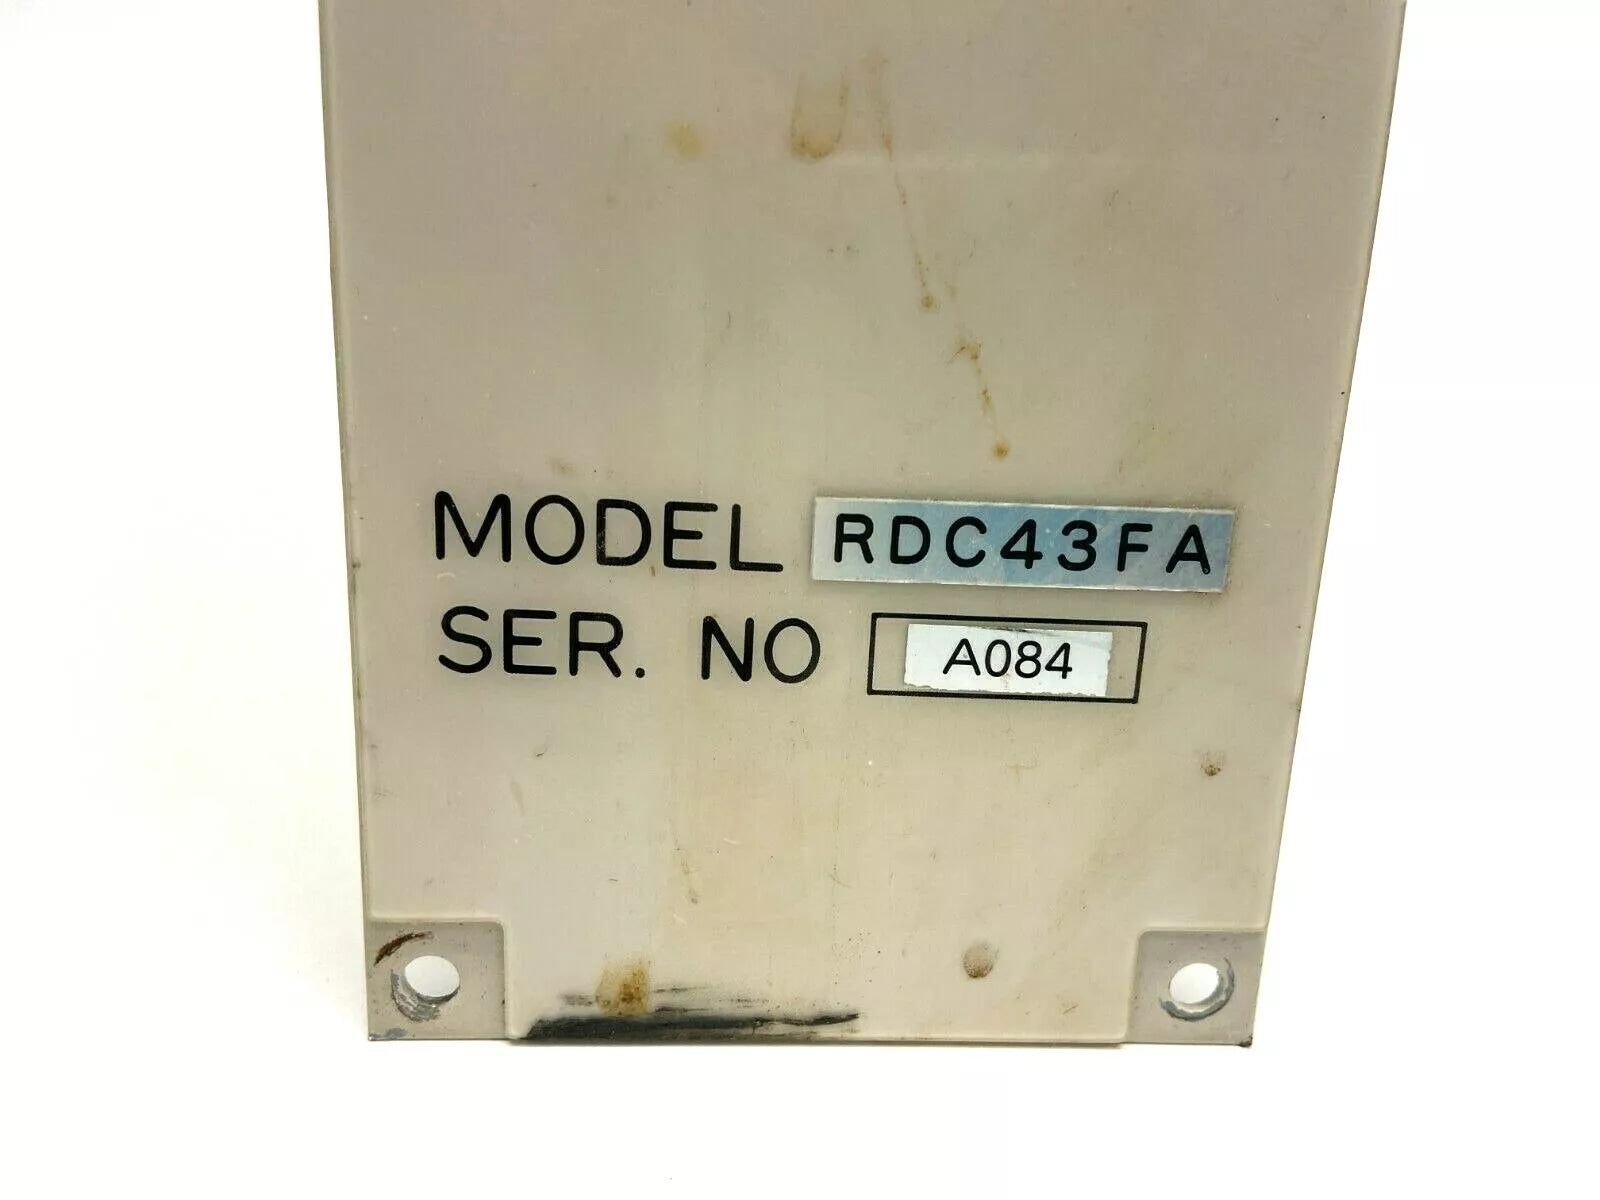 MODEL RDC43FA
SER. NO A084